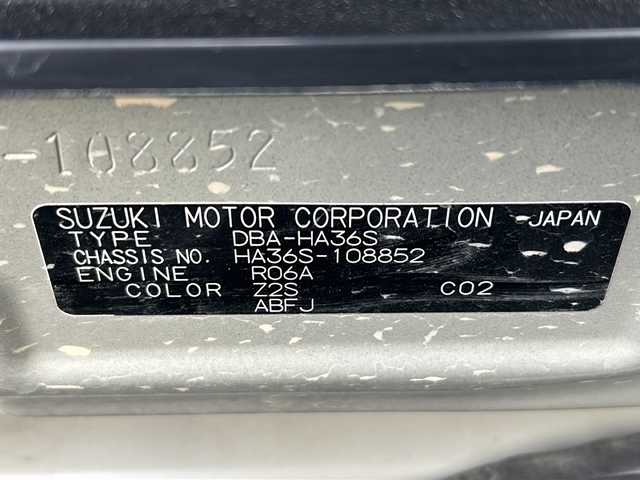 -108852
SUZUKI MOTOR CORPORATION JAPAN
TYPE DBA-HA36S
CHASSIS NO. HA36S-108852
ENGINE R06A
COLOR Z2S C02
ABFJ